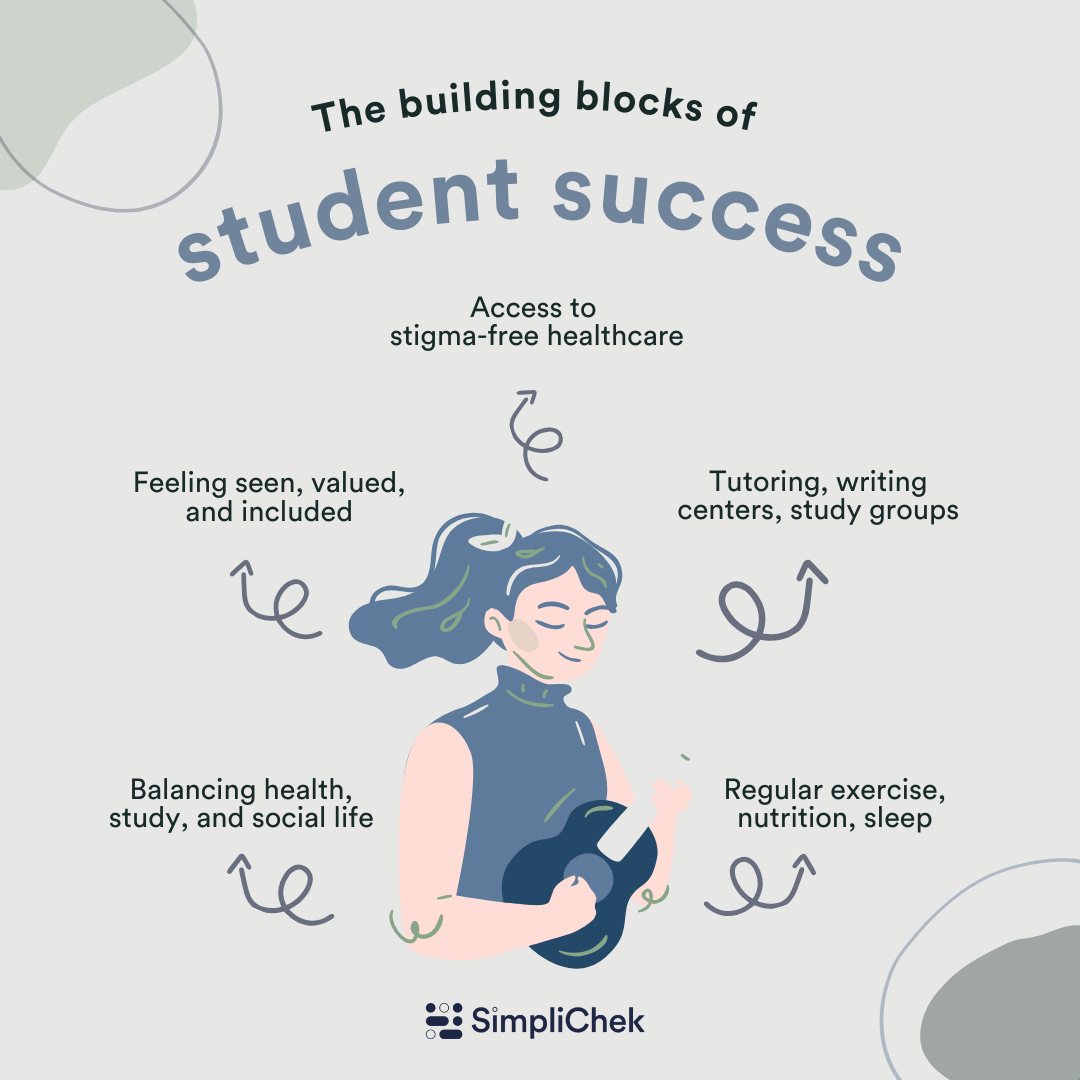 The building blocks of
student success
Access to
stigma-free healthcare
Feeling seen, valued,
and included
Tutoring, writing
centers, study groups
Balancing health,
study, and social life
Regular exercise,
nutrition, sleep
SimpliChek